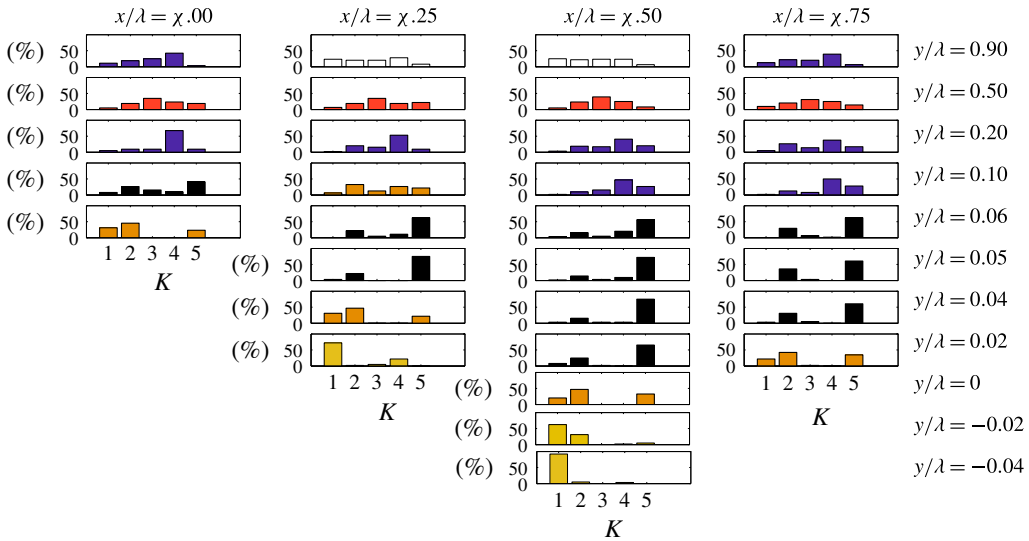 x/λ = χ.00 x/λ = χ.25 x/λ = χ.50 x/λ = χ.75
(%) 50 0 50 0 50 0 50 0 y/λ = 0.90
(%) 50 0 50 0 50 0 50 0 y/λ = 0.50
(%) 50 0 50 0 50 0 50 0 y/λ = 0.20
(%) 50 0 50 0 50 0 50 0 y/λ = 0.10
(%) 50 0 50 0 50 0 50 0 y/λ = 0.06
1 2 3 4 5
K
(%) 50 0 50 0 50 0 y/λ = 0.05
(%) 50 0 50 0 50 0 y/λ = 0.04
(%) 50 0 50 0 50 0 y/λ = 0.02
1 2 3 4 5 1 2 3 4 5
K K
(%) 50 0 y/λ = 0
(%) 50 0 y/λ = −0.02
(%) 50 0 y/λ = −0.04
1 2 3 4 5
K